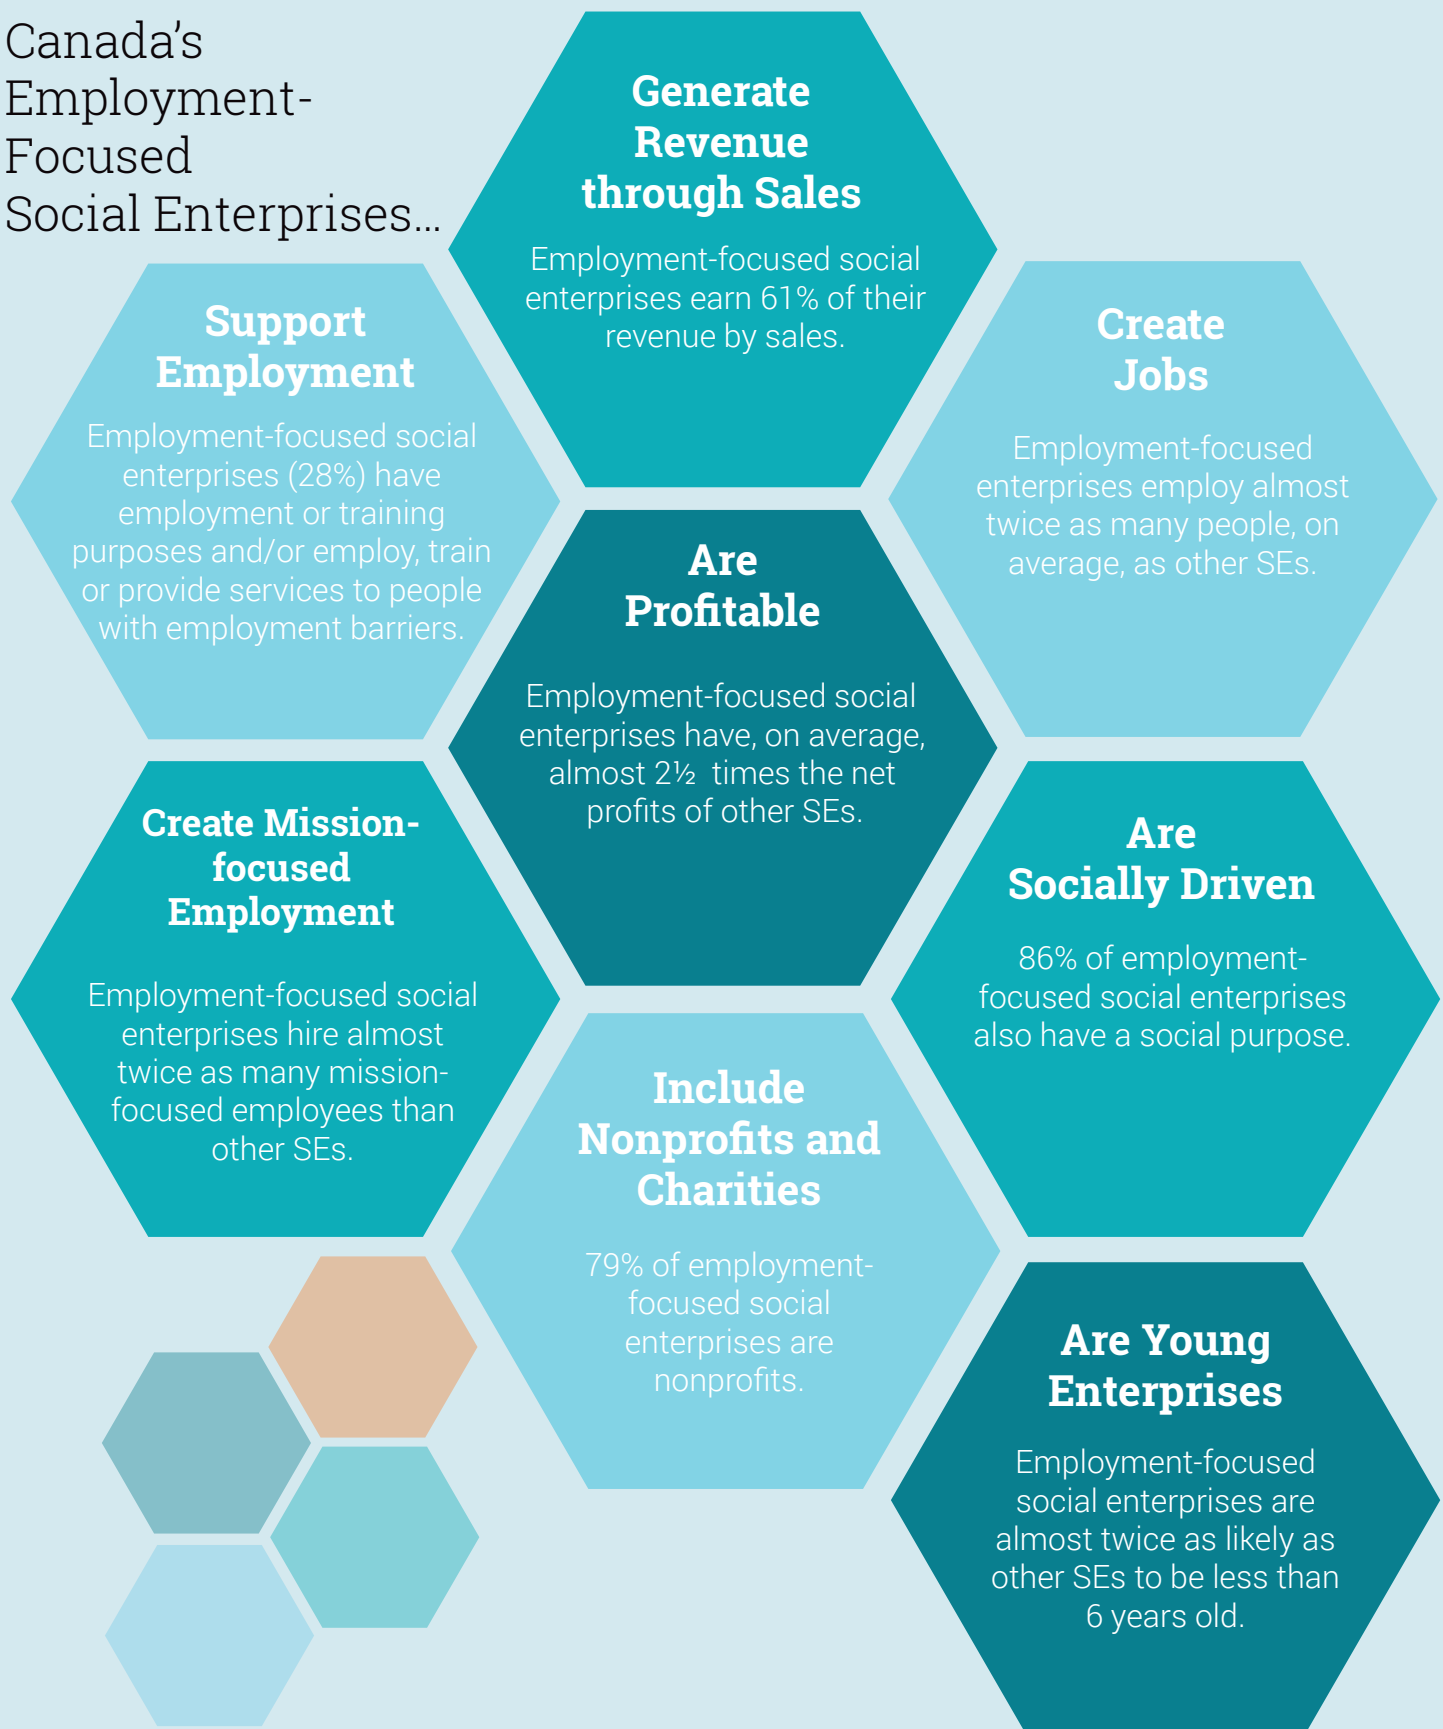 Canada's
Employment-
Focused
Social Enterprises...
Generate
Revenue
through Sales
Employment-focused social
enterprises earn 61% of their
revenue by sales.
Support
Employment
Employment-focused social
enterprises (28%) have
employment or training
purposes and/or employ, train
or provide services to people
with employment barriers.
Create
Jobs
Employment-focused
enterprises employ almost
twice as many people, on
average, as other SEs.
Are
Profitable
Employment-focused social
enterprises have, on average,
almost 2½ times the net
profits of other SEs.
Create Mission-
focused
Employment
Employment-focused social
enterprises hire almost
twice as many mission-
focused employees than
other SEs.
Are
Socially Driven
86% of employment-
focused social enterprises
also have a social purpose.
Include
Nonprofits and
Charities
79% of employment-
focused social
enterprises are
nonprofits.
Are Young
Enterprises
Employment-focused
social enterprises are
almost twice as likely as
other SEs to be less than
6 years old.